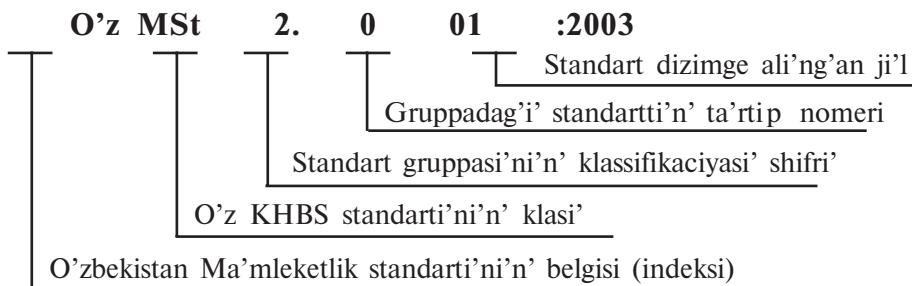 O’z MSt 2. 0 01 :2003
Standart dizimge ali’ng’an ji’l
Gruppadag’i’ standartti’n’ ta’rtip nomeri
Standart gruppasi’ni’n’ klassifikaciyasi’ shifri’
O’z KHBS standarti’ni’n’ klasi’
O’zbekistan Ma’mleketlik standarti’ni’n’ belgisi (indeksi)